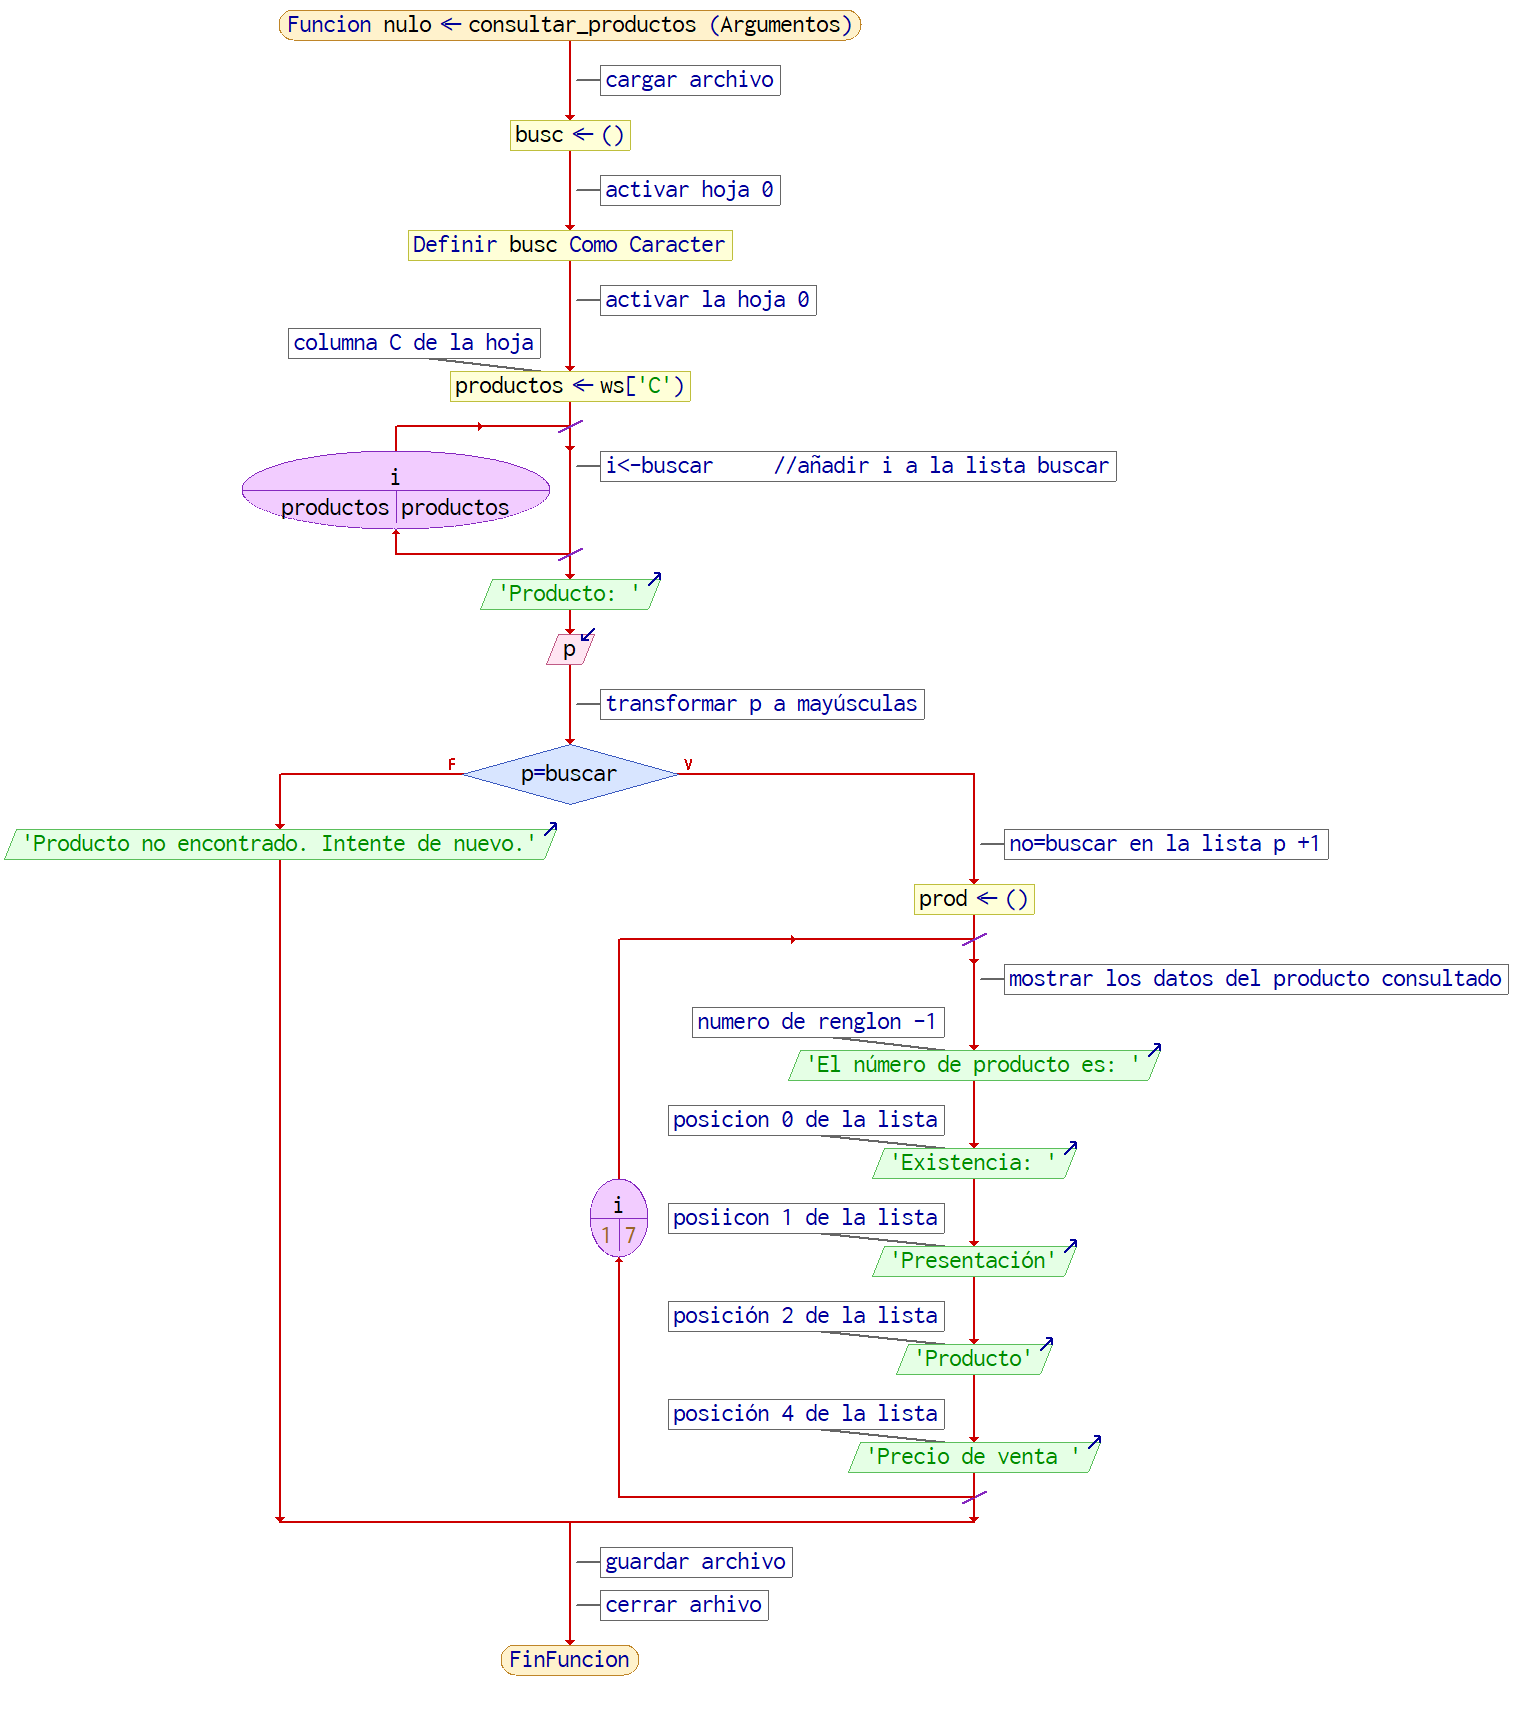 Funcion nulo ← consultar_productos (Argumentos)
cargar archivo
busc ← ()
activar hoja 0
Definir busc Como Caracter
activar la hoja 0
columna C de la hoja
productos ← ws['C')
i<-buscar     //añadir i a la lista buscar
i
productos productos
'Producto: '
p
transformar p a mayúsculas
F
V
p=buscar
'Producto no encontrado. Intente de nuevo.'
no=buscar en la lista p +1
prod ← ()
mostrar los datos del producto consultado
numero de renglon -1
'El número de producto es: '
posicion 0 de la lista
'Existencia: '
i
1 7
posiicon 1 de la lista
'Presentación'
posición 2 de la lista
'Producto'
posición 4 de la lista
'Precio de venta '
guardar archivo
cerrar arhivo
FinFuncion